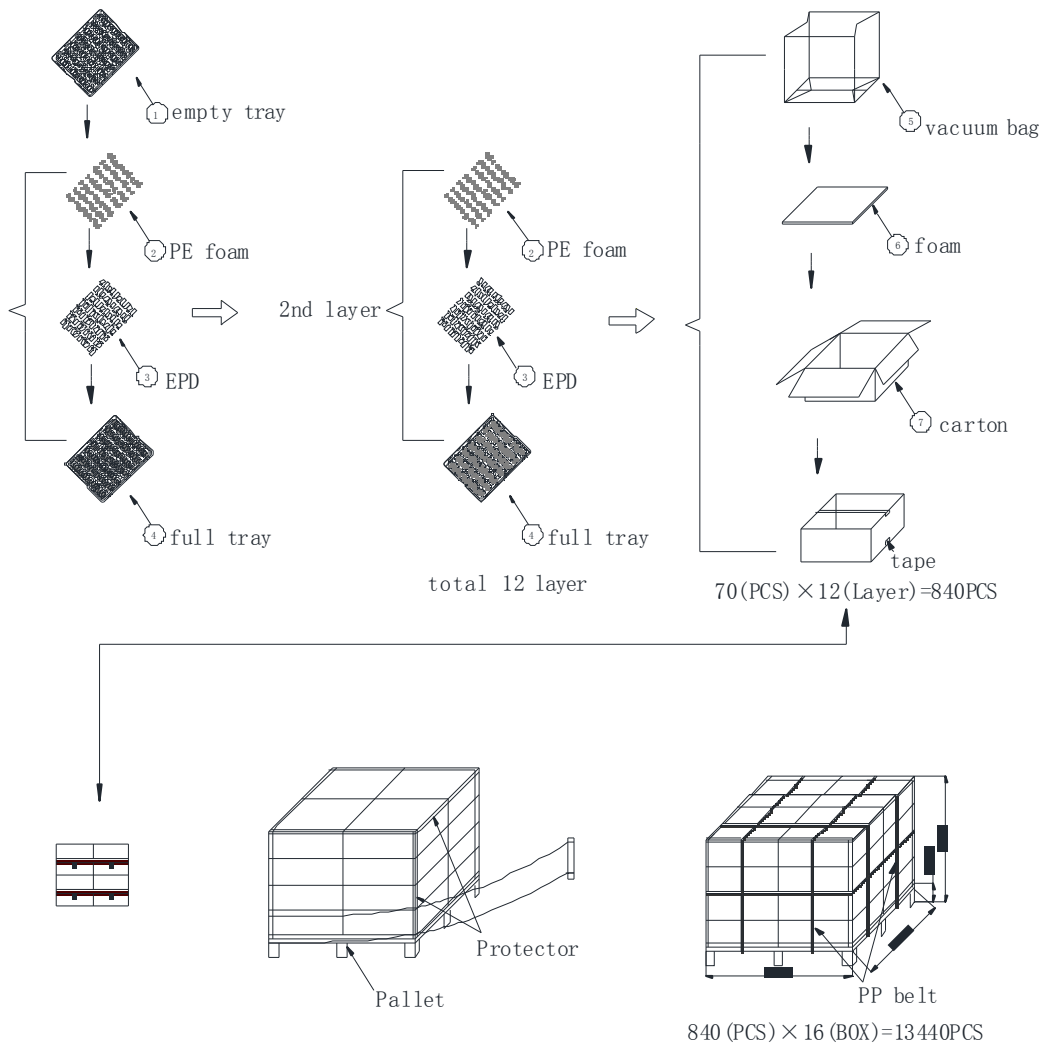 1 empty tray
2 PE foam
3 EPD
4 full tray
2nd layer
2 PE foam
3 EPD
4 full tray
total 12 layer
5 vacuum bag
6 foam
7 carton
tape
70(PCS)×12(Layer)=840PCS
Protector
Pallet
PP belt
840(PCS)×16(BOX)=13440PCS